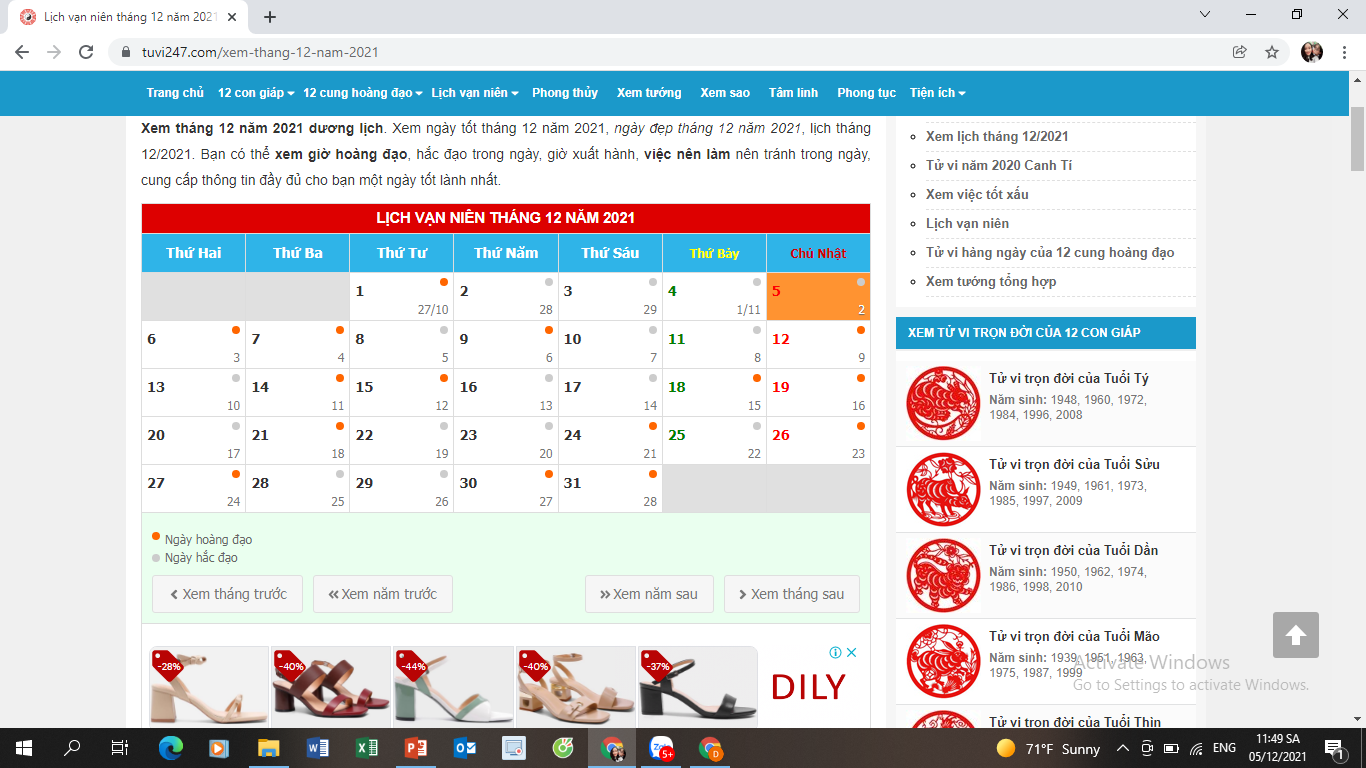 Lịch vạn niên tháng 12 năm 2021
tuvi247.com/xem-thang-12-nam-2021
Trang chủ 12 con giáp 12 cung hoàng đạo Lịch vạn niên Phong thủy Xem tướng Xem sao Tâm linh Phong tục Tiện ích
Xem tháng 12 năm 2021 dương lịch. Xem ngày tốt tháng 12 năm 2021, ngày đẹp tháng 12 năm 2021, lịch tháng
12/2021. Bạn có thể xem giờ hoàng đạo, hắc đạo trong ngày, giờ xuất hành, việc nên làm nên tránh trong ngày,
cung cấp thông tin đầy đủ cho bạn một ngày tốt lành nhất.
LỊCH VẠN NIÊN THÁNG 12 NĂM 2021
Thứ Hai Thứ Ba Thứ Tư Thứ Năm Thứ Sáu Thứ Bảy Chủ Nhật
1 2 3 4 5
27/10 28 29 1/11 2
6 7 8 9 10 11 12
3 4 5 6 7 8 9
13 14 15 16 17 18 19
10 11 12 13 14 15 16
20 21 22 23 24 25 26
17 18 19 20 21 22 23
27 28 29 30 31
24 25 26 27 28
Ngày hoàng đạo
Ngày hắc đạo
Xem tháng trước Xem năm trước Xem năm sau Xem tháng sau
-28% -40% -44% -40% -37%
DILY
Xem lịch tháng 12/2021
Tử vi năm 2020 Canh Tí
Xem việc tốt xấu
Lịch vạn niên
Tử vi hàng ngày của 12 cung hoàng đạo
Xem tướng tổng hợp
XEM TỬ VI TRỌN ĐỜI CỦA 12 CON GIÁP
Tử vi trọn đời của Tuổi Tý
Năm sinh: 1948, 1960, 1972,
1984, 1996, 2008
Tử vi trọn đời của Tuổi Sửu
Năm sinh: 1949, 1961, 1973,
1985, 1997, 2009
Tử vi trọn đời của Tuổi Dần
Năm sinh: 1950, 1962, 1974,
1986, 1998, 2010
Tử vi trọn đời của Tuổi Mão
Năm sinh: 1939, 1951, 1963,
1975, 1987, 1999
Tử vi trọn đời của Tuổi Thìn
Activate Windows
Go to Settings to activate Windows.
Zalo 5+
D
71°F Sunny
ENG
11:49 SA
05/12/2021
1